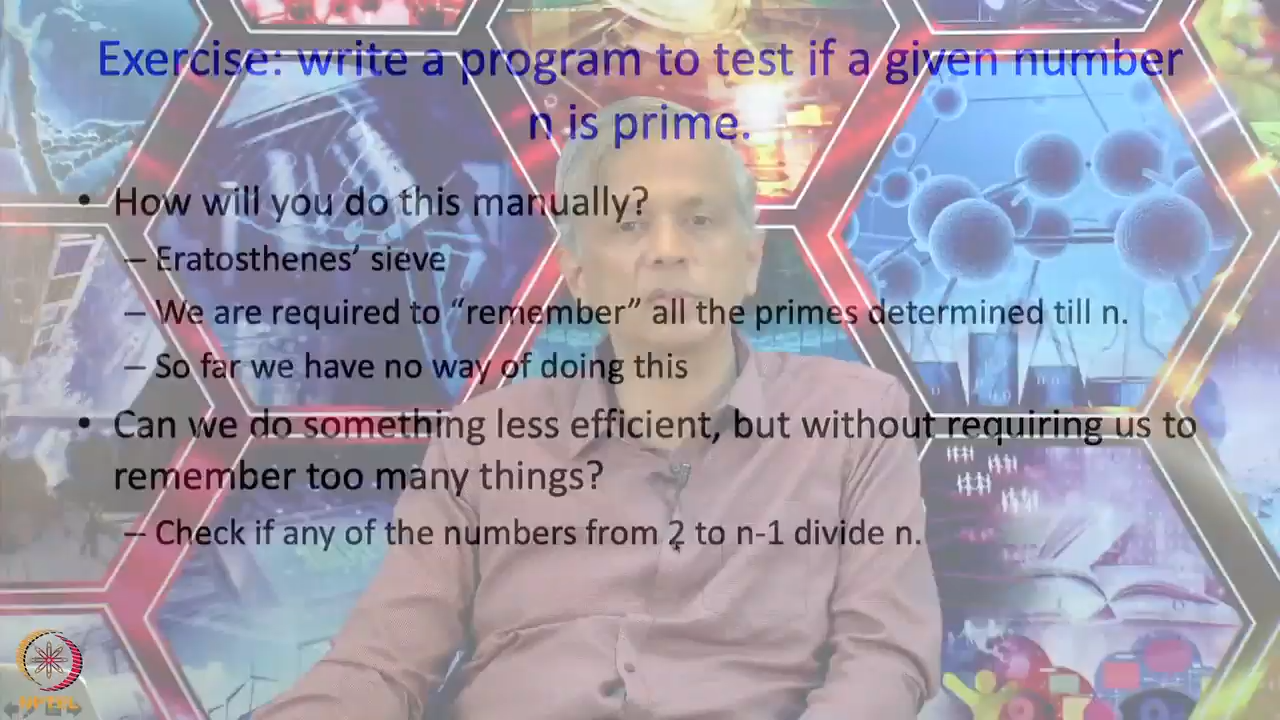 Exercise: write a program to test if a given number
n is prime.
• How will you do this manually?
– Eratosthenes’ sieve
– We are required to “remember” all the primes determined till n.
– So far we have no way of doing this
• Can we do something less efficient, but without requiring us to
remember too many things?
– Check if any of the numbers from 2 to n-1 divide n.
NPTEL